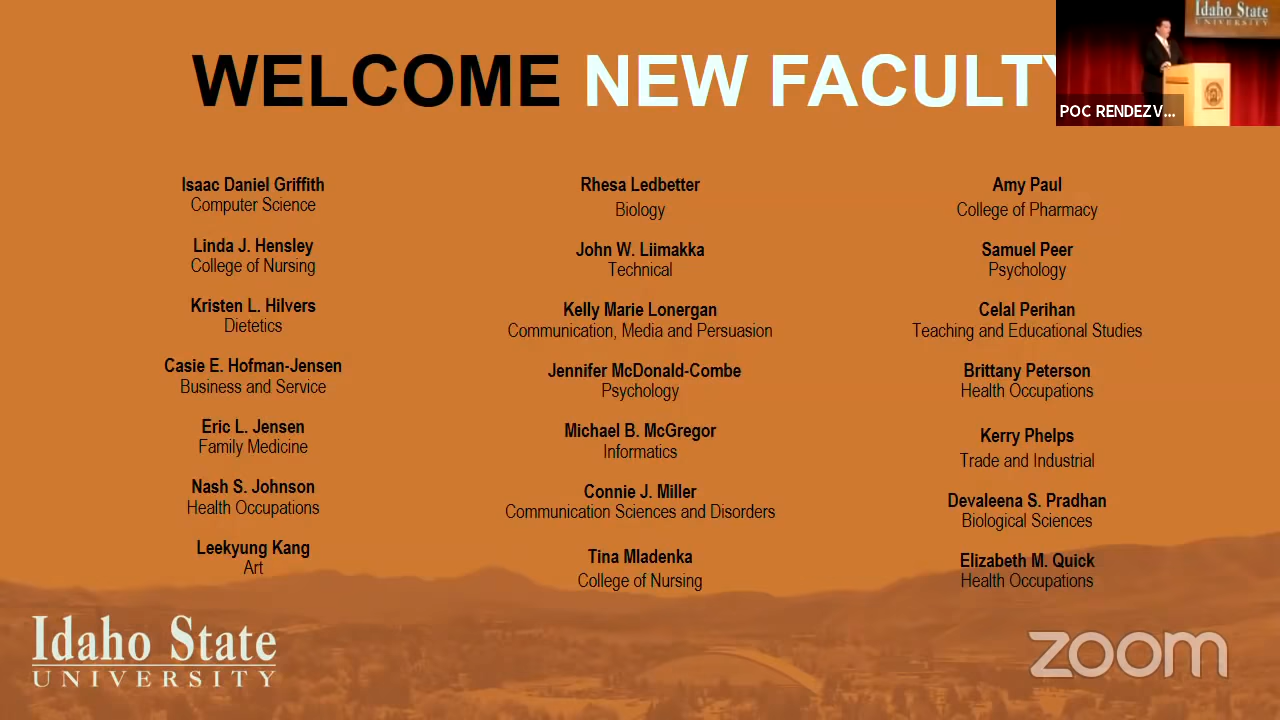 WELCOME NEW FACULTY
Idaho State
UNIVERSITY
POC RENDEZV...
Isaac Daniel Griffith
Computer Science
Linda J. Hensley
College of Nursing
Kristen L. Hilvers
Dietetics
Casie E. Hofman-Jensen
Business and Service
Eric L. Jensen
Family Medicine
Nash S. Johnson
Health Occupations
Leekyung Kang
Art
Rhesa Ledbetter
Biology
John W. Liimakka
Technical
Kelly Marie Lonergan
Communication, Media and Persuasion
Jennifer McDonald-Combe
Psychology
Michael B. McGregor
Informatics
Connie J. Miller
Communication Sciences and Disorders
Tina Mladenka
College of Nursing
Amy Paul
College of Pharmacy
Samuel Peer
Psychology
Celal Perihan
Teaching and Educational Studies
Brittany Peterson
Health Occupations
Kerry Phelps
Trade and Industrial
Devaleena S. Pradhan
Biological Sciences
Elizabeth M. Quick
Health Occupations
Idaho State
UNIVERSITY
zoom